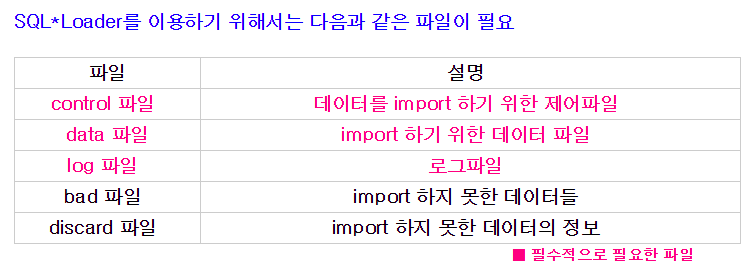 SQL*Loader를 이용하기 위해서는 다음과 같은 파일이 필요
파일 설명
control 파일 데이터를 import 하기 위한 제어파일
data 파일 import 하기 위한 데이터 파일
log 파일 로그파일
bad 파일 import 하지 못한 데이터들
discard 파일 import 하지 못한 데이터의 정보
■ 필수적으로 필요한 파일